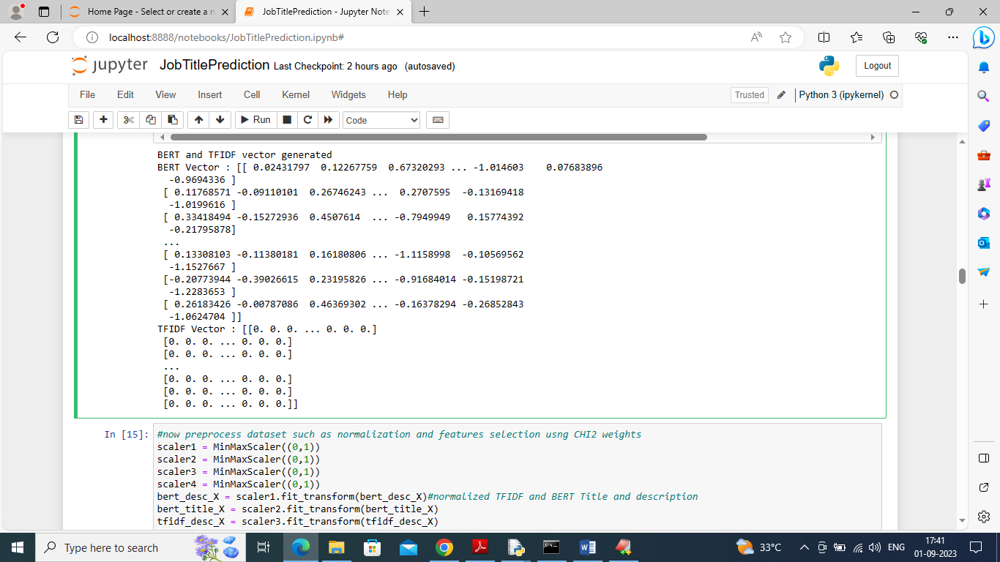 Home Page - Select or create a n
JobTitlePrediction - Jupyter Note
localhost:8888/notebooks/JobTitlePrediction.ipynb#
jupyter JobTitlePrediction Last Checkpoint: 2 hours ago (autosaved)
Logout
File Edit View Insert Cell Kernel Widgets Help
Trusted
Python 3 (ipykernel)
Run
Code
BERT and TFIDF vector generated
BERT Vector : [[ 0.02431797  0.12267759  0.67320293 ... -1.014603    0.07683896
  -0.9694336 ]
 [ 0.11768571 -0.09110101  0.26746243 ...  0.2707595  -0.13169418
  -1.0199616 ]
 [ 0.33418494 -0.15272936  0.4507614  ... -0.7949949   0.15774392
  -0.21795878]
 ...
 [ 0.13308103 -0.11380181  0.16180806 ... -1.1158998  -0.10569562
  -1.1527667 ]
 [-0.20773944 -0.39026615  0.23195826 ... -0.91684014 -0.15198721
  -1.2283653 ]
 [ 0.26183426 -0.00787086  0.46369302 ... -0.16378294 -0.26852843
  -1.0624704 ]]
TFIDF Vector : [[0. 0. 0. ... 0. 0. 0.]
 [0. 0. 0. ... 0. 0. 0.]
 [0. 0. 0. ... 0. 0. 0.]
 ...
 [0. 0. 0. ... 0. 0. 0.]
 [0. 0. 0. ... 0. 0. 0.]
 [0. 0. 0. ... 0. 0. 0.]]
In [15]:
#now preprocess dataset such as normalization and features selection usng CHI2 weights
scaler1 = MinMaxScaler((0,1))
scaler2 = MinMaxScaler((0,1))
scaler3 = MinMaxScaler((0,1))
scaler4 = MinMaxScaler((0,1))
bert_desc_X = scaler1.fit_transform(bert_desc_X)#normalized TFIDF and BERT Title and description
bert_title_X = scaler2.fit_transform(bert_title_X)
tfidf_desc_X = scaler3.fit_transform(tfidf_desc_X)
Type here to search
33°C
ENG
17:41
01-09-2023